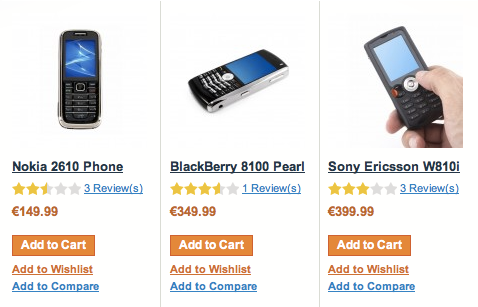 Nokia 2610 Phone
3 Review(s)
€149.99
Add to Cart
Add to Wishlist
Add to Compare
BlackBerry 8100 Pearl
1 Review(s)
€349.99
Add to Cart
Add to Wishlist
Add to Compare
Sony Ericsson W810i
3 Review(s)
€399.99
Add to Cart
Add to Wishlist
Add to Compare